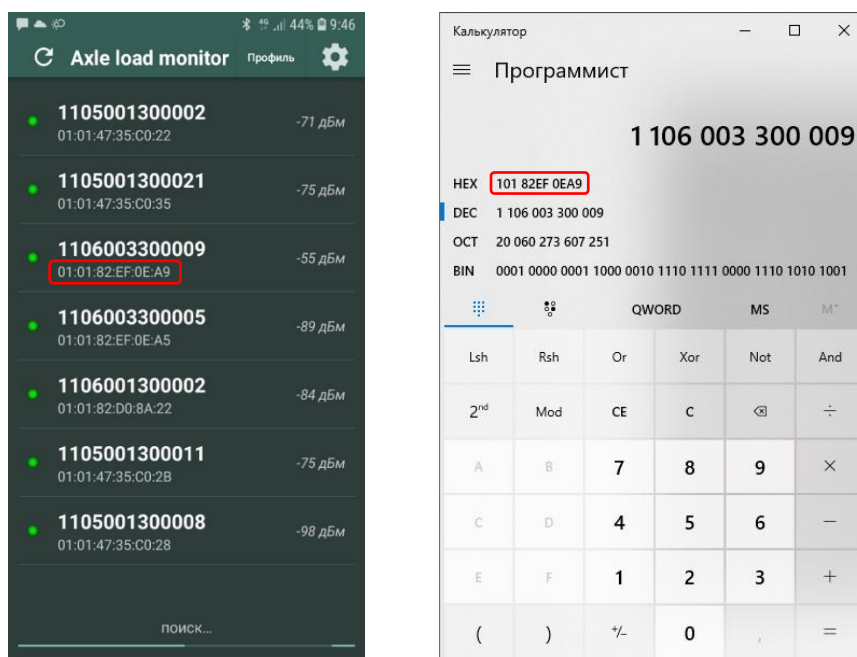 44% 9:46
Axle load monitor Профиль
1105001300002
01:01:47:35:C0:22
-71 дБм
1105001300021
01:01:47:35:C0:35
-75 дБм
1106003300009
01:01:82:EF:0E:A9
-55 дБм
1106003300005
01:01:82:EF:0E:A5
-89 дБм
1106001300002
01:01:82:D0:8A:22
-84 дБм
1105001300011
01:01:47:35:C0:2B
-75 дБм
1105001300008
01:01:47:35:C0:28
-98 дБм
поиск...
Калькулятор
Программист
1 106 003 300 009
HEX 101 82EF 0EA9
DEC 1 106 003 300 009
OCT 20 060 273 607 251
BIN 0001 0000 0001 1000 0010 1110 1111 0000 1110 1010 1001
QWORD MS M˅
Lsh Rsh Or Xor Not And
2ⁿᵈ Mod CE C ⌫ ÷
A B 7 8 9 ×
C D 4 5 6 −
E F 1 2 3 +
( ) +/− 0 , =